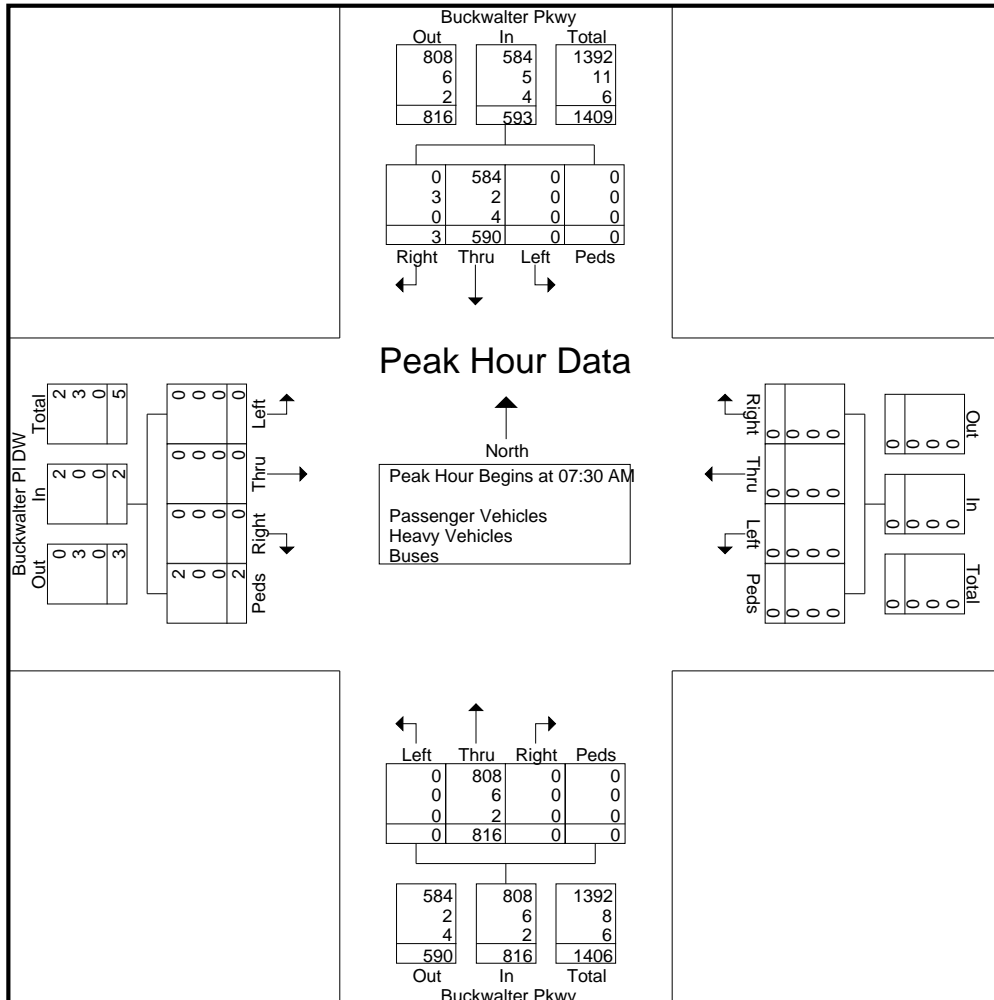 Buckwalter Pkwy
Out In Total
808 584 1392
6 5 11
2 4 6
816 593 1409
0 584 0 0
3 2 0 0
0 4 0 0
3 590 0 0
Right Thru Left Peds
Peak Hour Data
North
Peak Hour Begins at 07:30 AM
Passenger Vehicles
Heavy Vehicles
Buses
Buckwalter Pl DW
Out In Total
0 2 2
3 0 3
0 0 0
3 2 5
Peds Right Thru Left
2 0 0 0
0 0 0 0
0 0 0 0
2 0 0 0
Right Thru Left Peds
0 0 0 0
0 0 0 0
0 0 0 0
0 0 0 0
Out In Total
0 0 0
0 0 0
0 0 0
0 0 0
Left Thru Right Peds
0 808 0 0
0 6 0 0
0 2 0 0
0 816 0 0
584 808 1392
2 6 8
4 2 6
590 816 1406
Out In Total
Buckwalter Pkwy